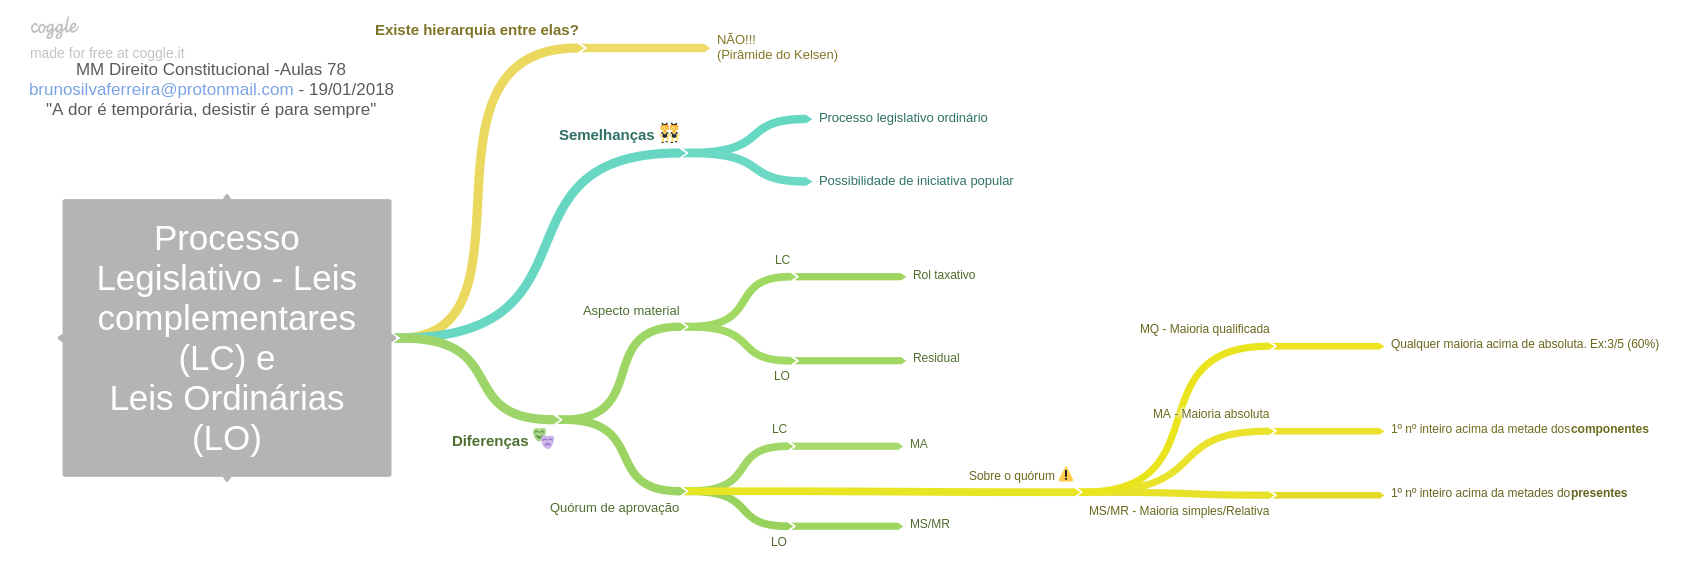 coggle
made for free at coggle.it
MM Direito Constitucional -Aulas 78
brunosilvaferreira@protonmail.com - 19/01/2018
"A dor é temporária, desistir é para sempre"
Processo
Legislativo - Leis
complementares
(LC) e
Leis Ordinárias
(LO)
Existe hierarquia entre elas?
NÃO!!!
(Pirâmide do Kelsen)
Semelhanças
Processo legislativo ordinário
Possibilidade de iniciativa popular
Diferenças
Aspecto material
LC
Rol taxativo
LO
Residual
Quórum de aprovação
LC
MA
LO
MS/MR
Sobre o quórum
MQ - Maioria qualificada
Qualquer maioria acima de absoluta. Ex:3/5 (60%)
MA - Maioria absoluta
1º nº inteiro acima da metade dos componentes
MS/MR - Maioria simples/Relativa
1º nº inteiro acima da metades do presentes